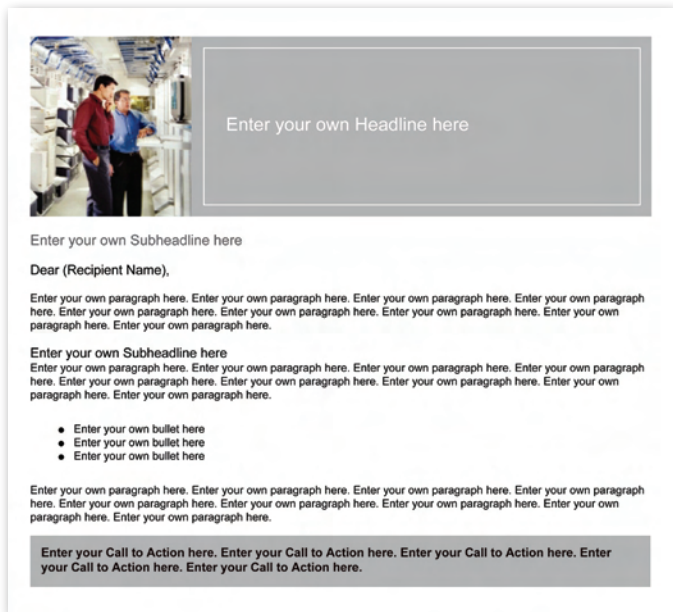 Enter your own Headline here
Enter your own Subheadline here
Dear (Recipient Name),
Enter your own paragraph here. Enter your own paragraph here. Enter your own paragraph here. Enter your own paragraph
here. Enter your own paragraph here. Enter your own paragraph here. Enter your own paragraph here. Enter your own
paragraph here. Enter your own paragraph here.
Enter your own Subheadline here
Enter your own paragraph here. Enter your own paragraph here. Enter your own paragraph here. Enter your own paragraph
here. Enter your own paragraph here. Enter your own paragraph here. Enter your own paragraph here. Enter your own
paragraph here. Enter your own paragraph here.
● Enter your own bullet here
● Enter your own bullet here
● Enter your own bullet here
Enter your own paragraph here. Enter your own paragraph here. Enter your own paragraph here. Enter your own paragraph
here. Enter your own paragraph here. Enter your own paragraph here. Enter your own paragraph here. Enter your own
paragraph here. Enter your own paragraph here.
Enter your Call to Action here. Enter your Call to Action here. Enter your Call to Action here. Enter
your Call to Action here. Enter your Call to Action here.